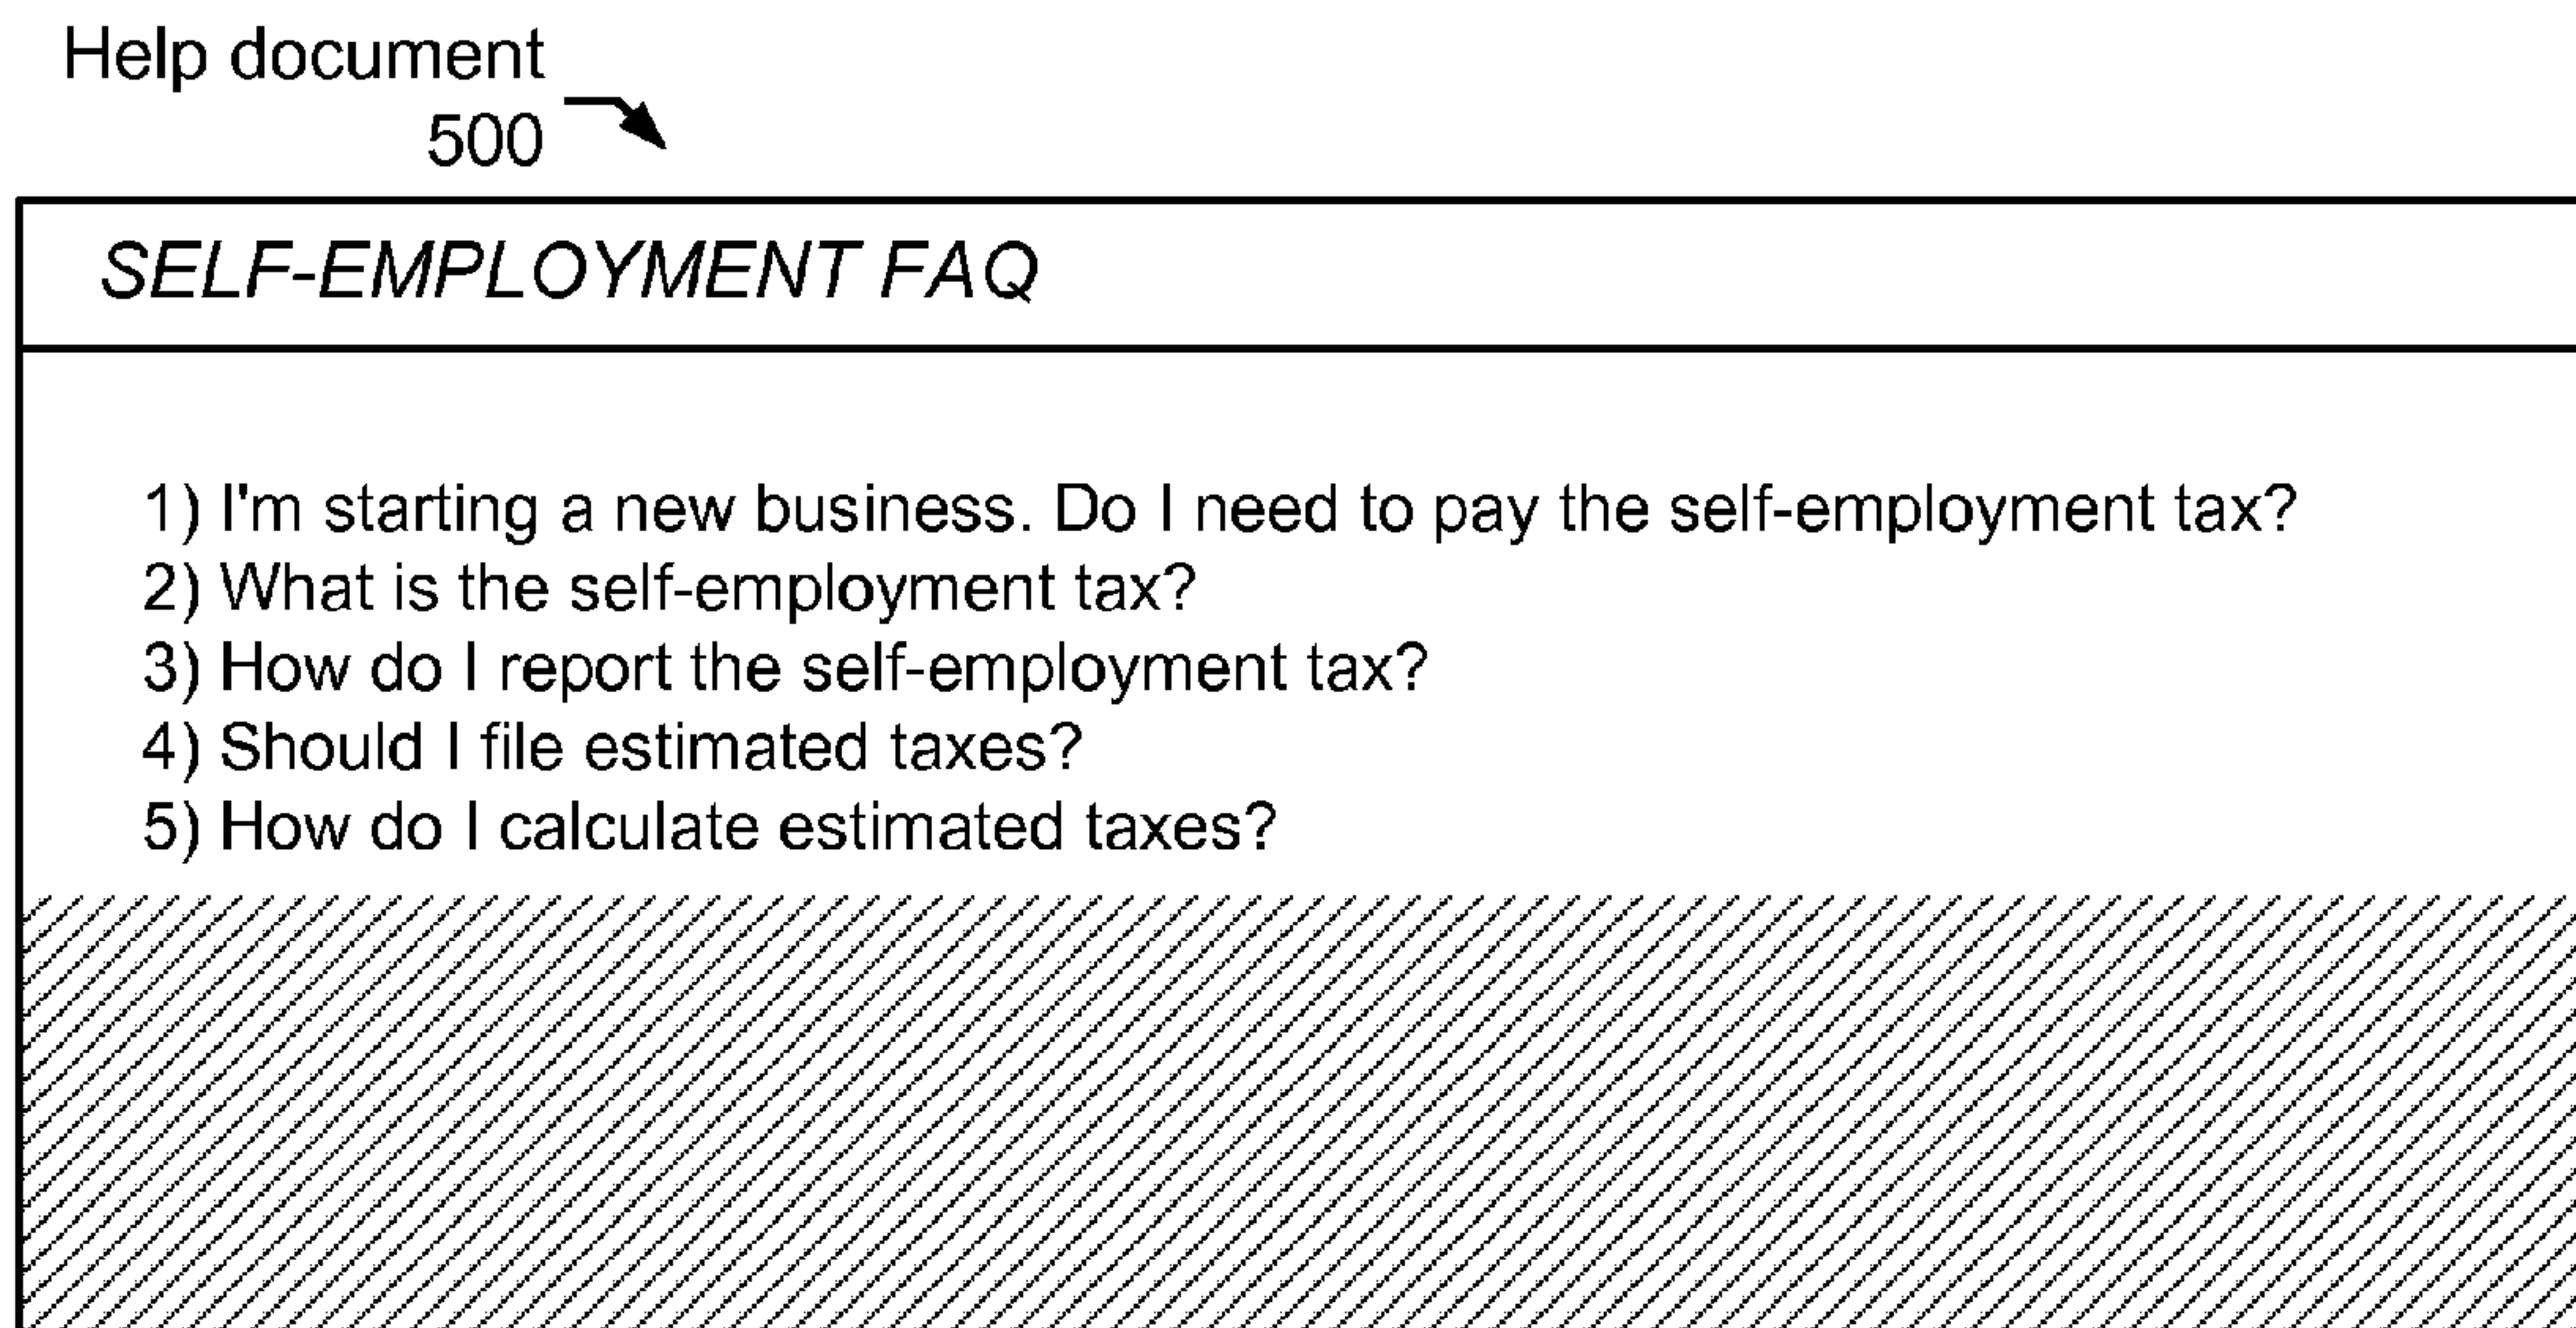 Help document
500
SELF-EMPLOYMENT FAQ
1) I'm starting a new business. Do I need to pay the self-employment tax?
2) What is the self-employment tax?
3) How do I report the self-employment tax?
4) Should I file estimated taxes?
5) How do I calculate estimated taxes?